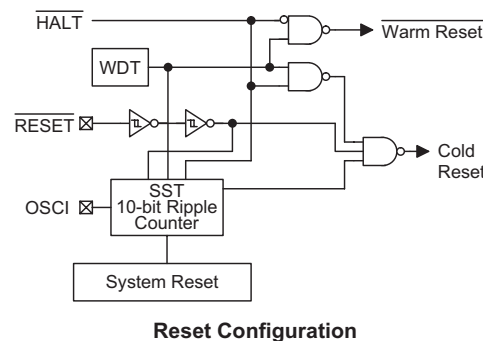 HALT
Warm Reset
WDT
RESET
Cold
Reset
OSCI
SST
10-bit Ripple
Counter
System Reset
Reset Configuration